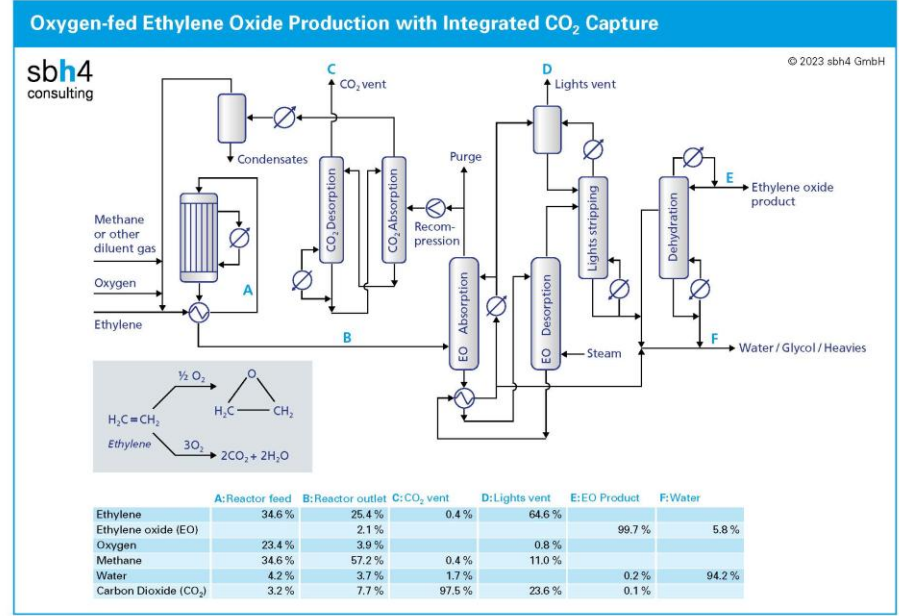 Oxygen-fed Ethylene Oxide Production with Integrated CO₂ Capture
sbh4
consulting
© 2023 sbh4 GmbH
C
CO₂ vent
D
Lights vent
Condensates
Purge
E
Ethylene oxide
product
Methane
or other
diluent gas
Oxygen
Ethylene
A
B
CO₂ Desorption
CO₂ Absorption
Recom-
pression
EO Absorption
EO Desorption
Lights stripping
Dehydration
Steam
F
Water / Glycol / Heavies
½ O₂
O
H₂C
CH₂
H₂C=CH₂
Ethylene
3O₂
2CO₂ + 2H₂O
A: Reactor feed B: Reactor outlet C: CO₂ vent D: Lights vent E: EO Product F: Water
Ethylene 34.6 % 25.4 % 0.4 % 64.6 %
Ethylene oxide (EO) 2.1 % 99.7 % 5.8 %
Oxygen 23.4 % 3.9 % 0.8 %
Methane 34.6 % 57.2 % 0.4 % 11.0 %
Water 4.2 % 3.7 % 1.7 % 0.2 % 94.2 %
Carbon Dioxide (CO₂) 3.2 % 7.7 % 97.5 % 23.6 % 0.1 %